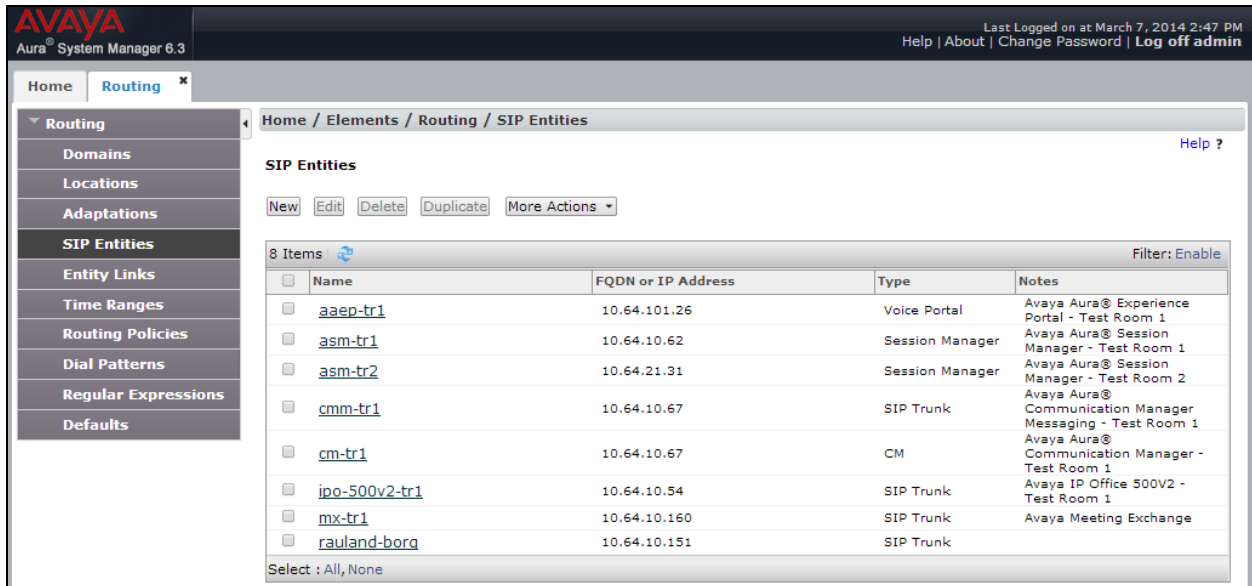 AVAYA
Aura® System Manager 6.3
Last Logged on at March 7, 2014 2:47 PM
Help | About | Change Password | Log off admin
Home
Routing ×
Routing
Domains
Locations
Adaptations
SIP Entities
Entity Links
Time Ranges
Routing Policies
Dial Patterns
Regular Expressions
Defaults
Home / Elements / Routing / SIP Entities
Help ?
SIP Entities
New Edit Delete Duplicate More Actions
8 Items Filter: Enable
Name FQDN or IP Address Type Notes
aaep-tr1 10.64.101.26 Voice Portal Avaya Aura® Experience
Portal - Test Room 1
asm-tr1 10.64.10.62 Session Manager Avaya Aura® Session
Manager - Test Room 1
asm-tr2 10.64.21.31 Session Manager Avaya Aura® Session
Manager - Test Room 2
cmm-tr1 10.64.10.67 SIP Trunk Avaya Aura®
Communication Manager
Messaging - Test Room 1
cm-tr1 10.64.10.67 CM Avaya Aura®
Communication Manager -
Test Room 1
ipo-500v2-tr1 10.64.10.54 SIP Trunk Avaya IP Office 500V2 -
Test Room 1
mx-tr1 10.64.10.160 SIP Trunk Avaya Meeting Exchange
rauland-borg 10.64.10.151 SIP Trunk
Select : All, None